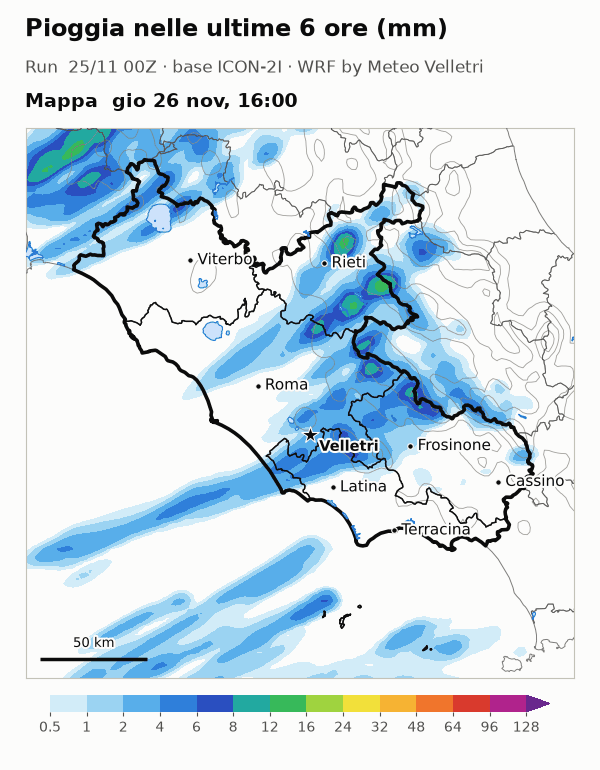 Pioggia nelle ultime 6 ore (mm)
Run  25/11 00Z · base ICON-2I · WRF by Meteo Velletri
Mappa  gio 26 nov, 16:00
Viterbo
Rieti
Roma
Velletri
Frosinone
Latina
Cassino
Terracina
50 km
0.5 1 2 4 6 8 12 16 24 32 48 64 96 128